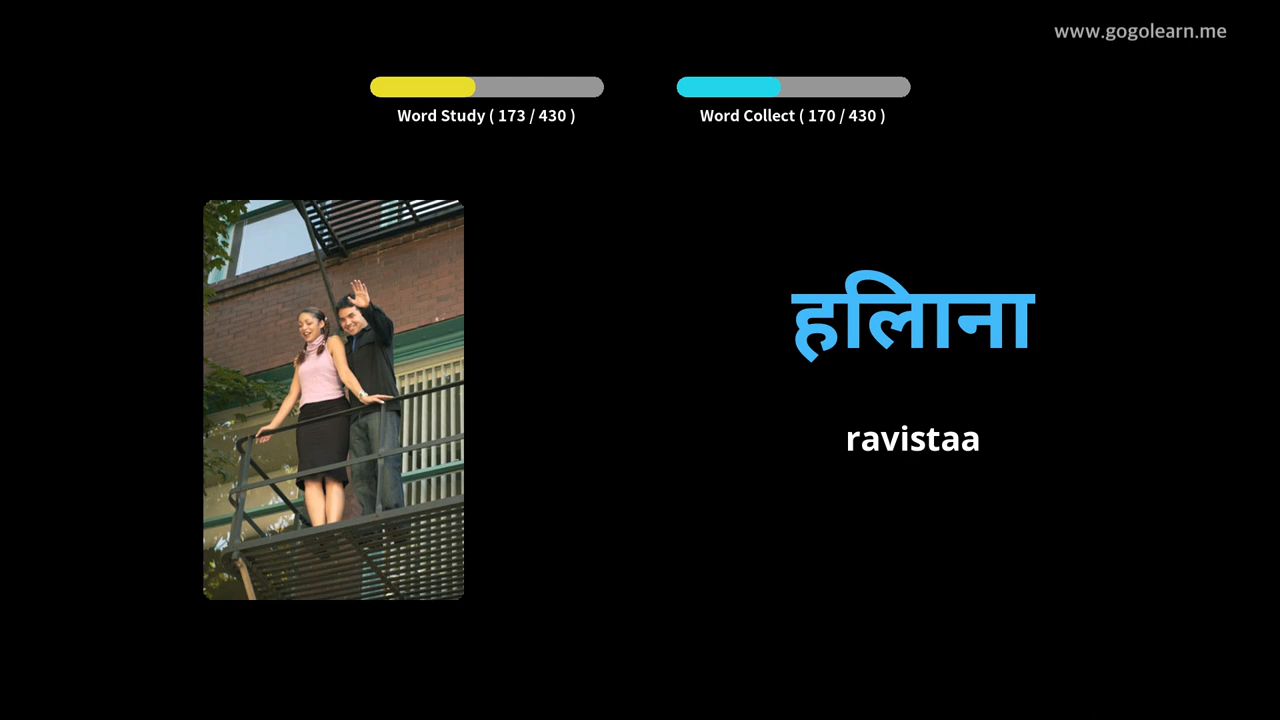 www.gogolearn.me
Word Study ( 173 / 430 )
Word Collect ( 170 / 430 )
हलिाना
ravistaa